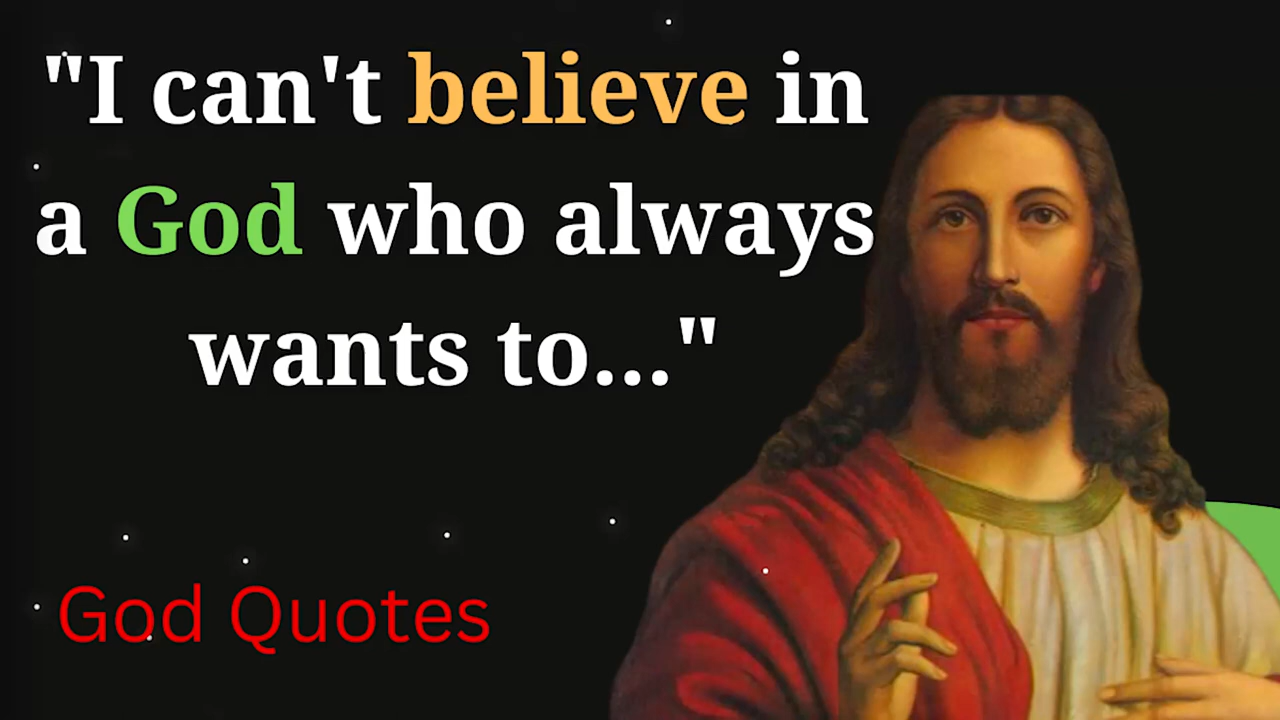 "I can't believe in
a God who always
wants to..."
God Quotes